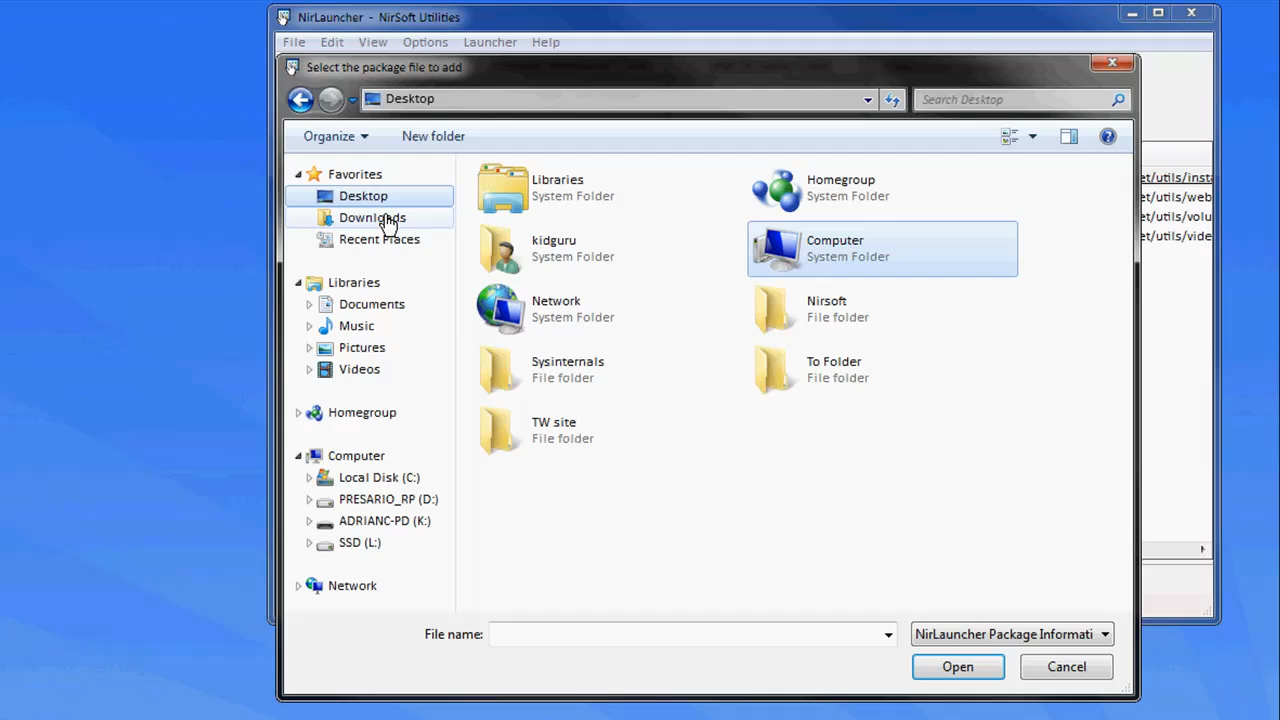 NirLauncher - NirSoft Utilities
File Edit View Options Launcher Help
Select the package file to add
Desktop
Search Desktop
Organize
New folder
Favorites
Desktop
Downloads
Recent Places
Libraries
Documents
Music
Pictures
Videos
Homegroup
Computer
Local Disk (C:)
PRESARIO_RP (D:)
ADRIANC-PD (K:)
SSD (L:)
Network
Libraries
System Folder
Homegroup
System Folder
kidguru
System Folder
Computer
System Folder
Network
System Folder
Nirsoft
File folder
Sysinternals
File folder
To Folder
File folder
TW site
File folder
et/utils/inst
et/utils/web
et/utils/volu
et/utils/vide
File name:
NirLauncher Package Informati
Open
Cancel